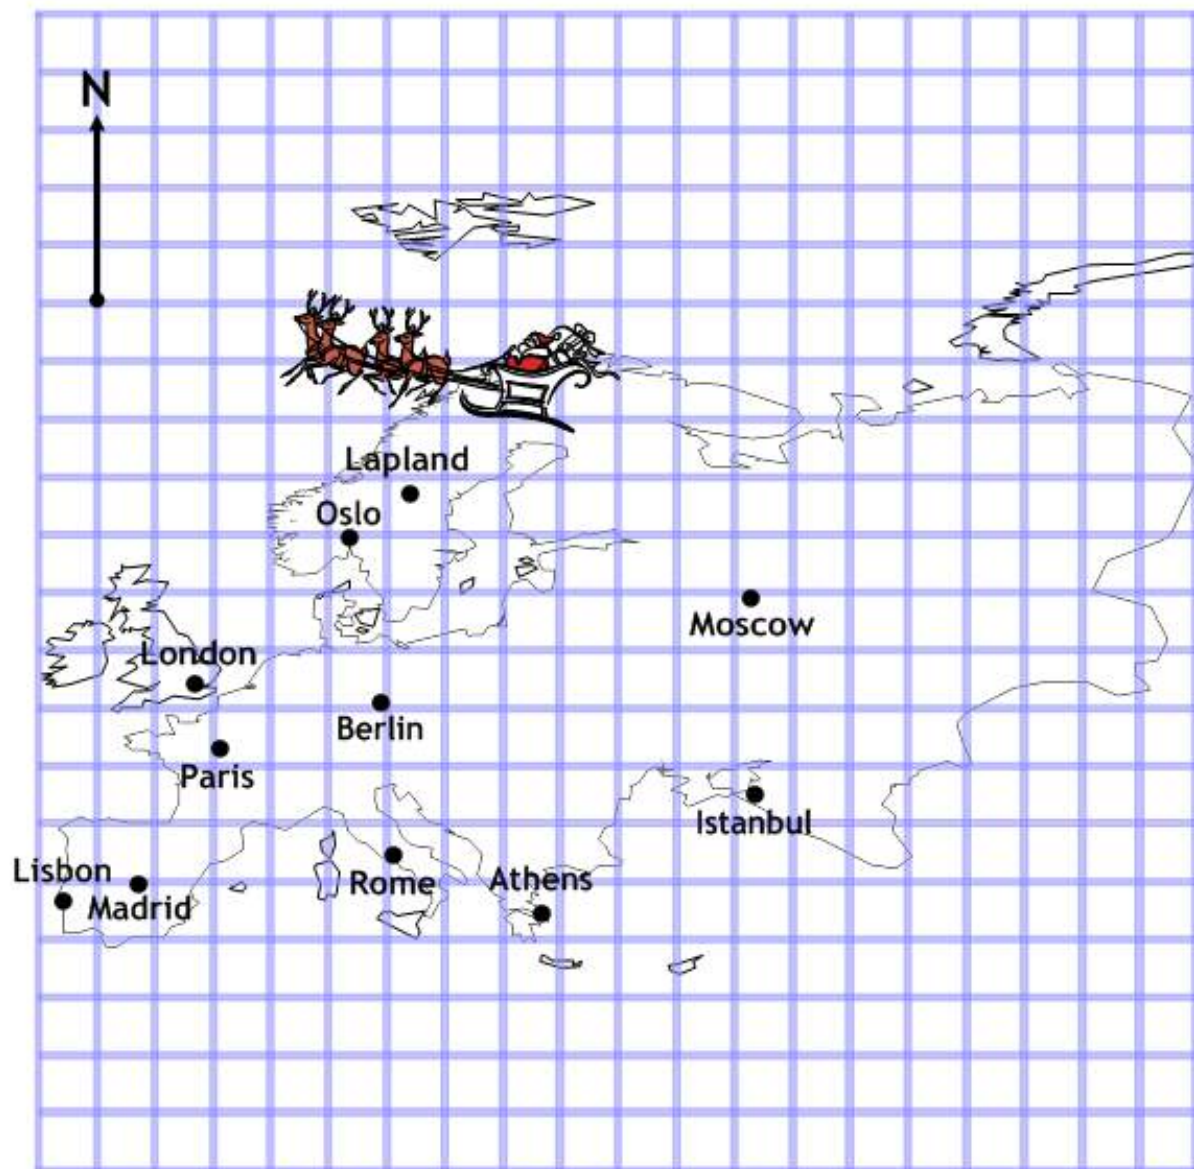 N
Lapland
Oslo
Moscow
London
Berlin
Paris
Istanbul
Lisbon
Madrid
Rome
Athens